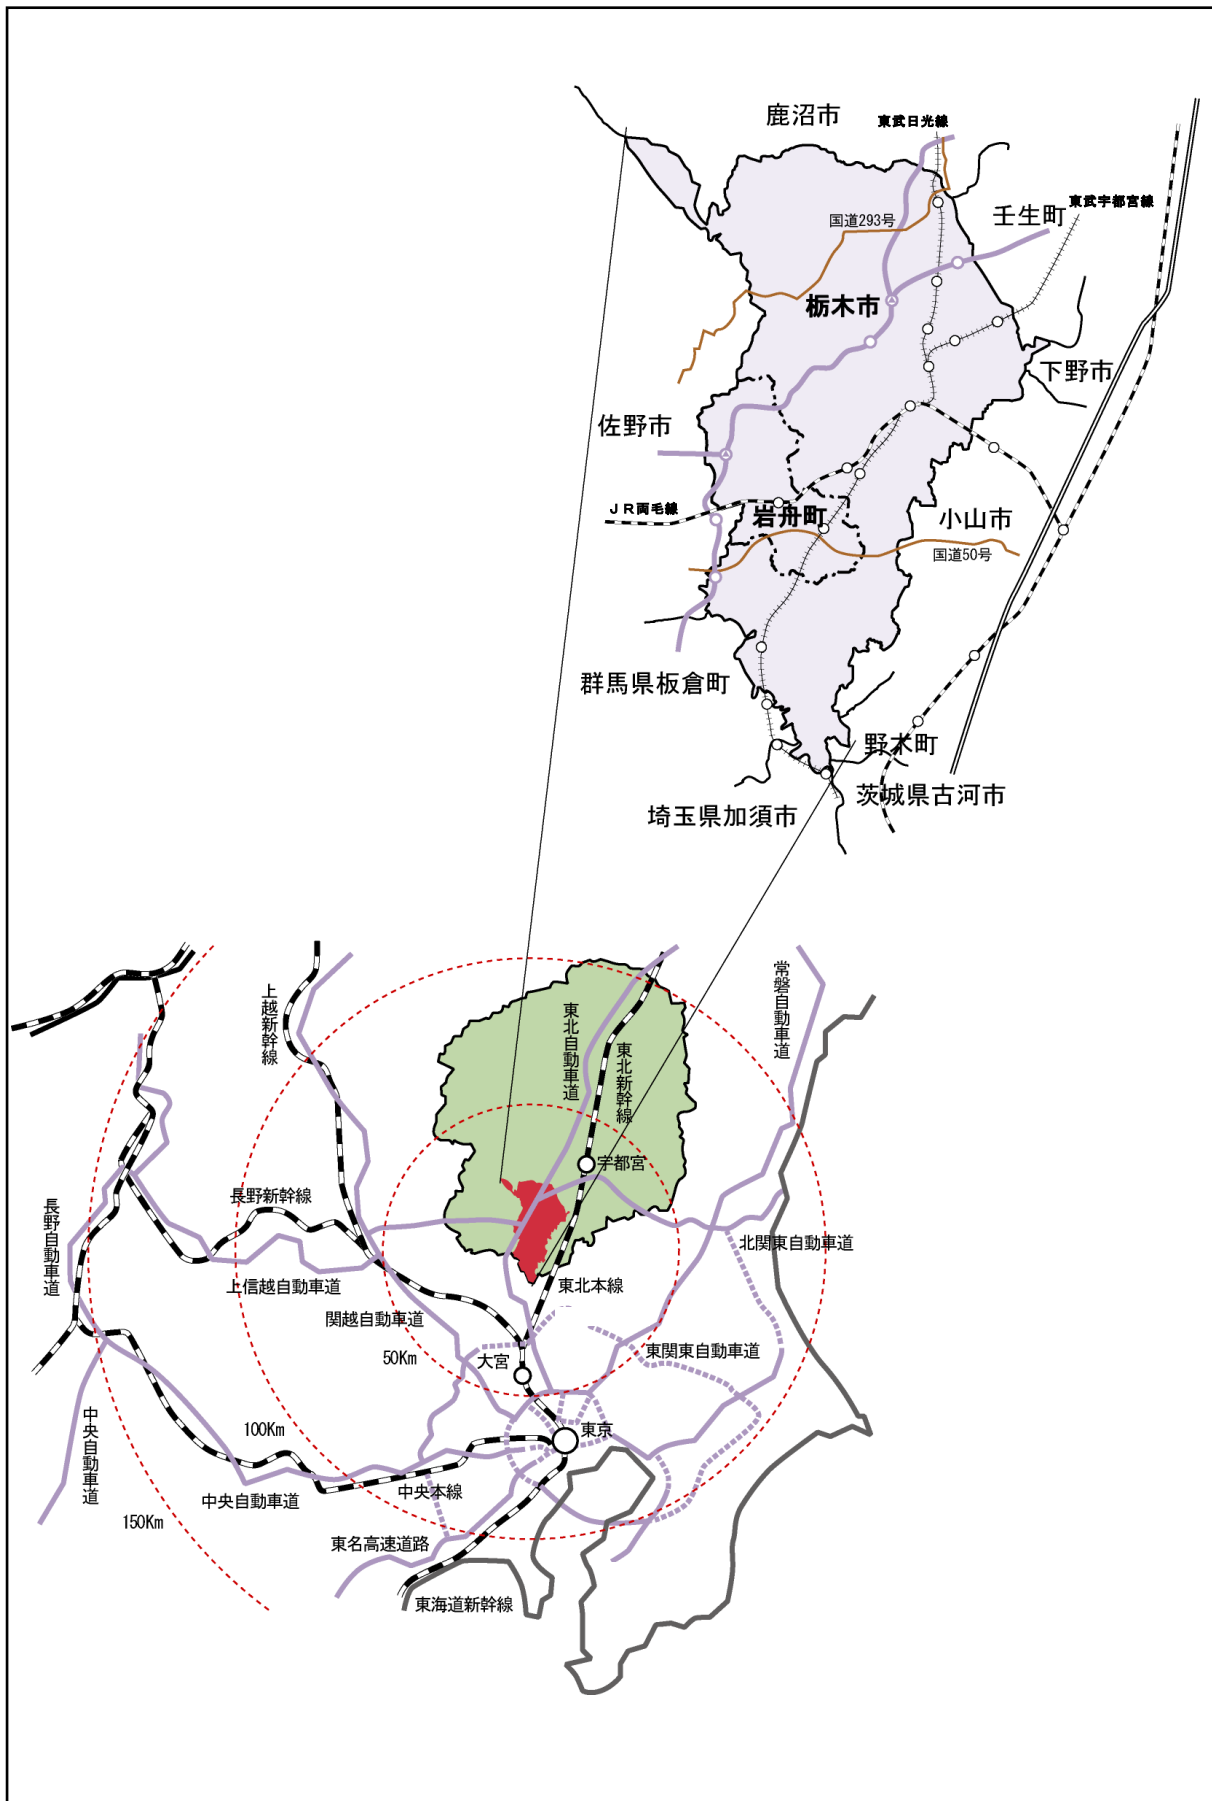 鹿沼市
東武日光線
東武宇都宮線
壬生町
国道293号
栃木市
下野市
佐野市
JR両毛線
岩舟町
小山市
国道50号
群馬県板倉町
野木町
茨城県古河市
埼玉県加須市
上越新幹線
東北自動車道
東北新幹線
常磐自動車道
宇都宮
長野新幹線
長野自動車道
北関東自動車道
上信越自動車道
東北本線
関越自動車道
50Km
大宮
東関東自動車道
中央自動車道
100Km
東京
中央自動車道
中央本線
150Km
東名高速道路
東海道新幹線